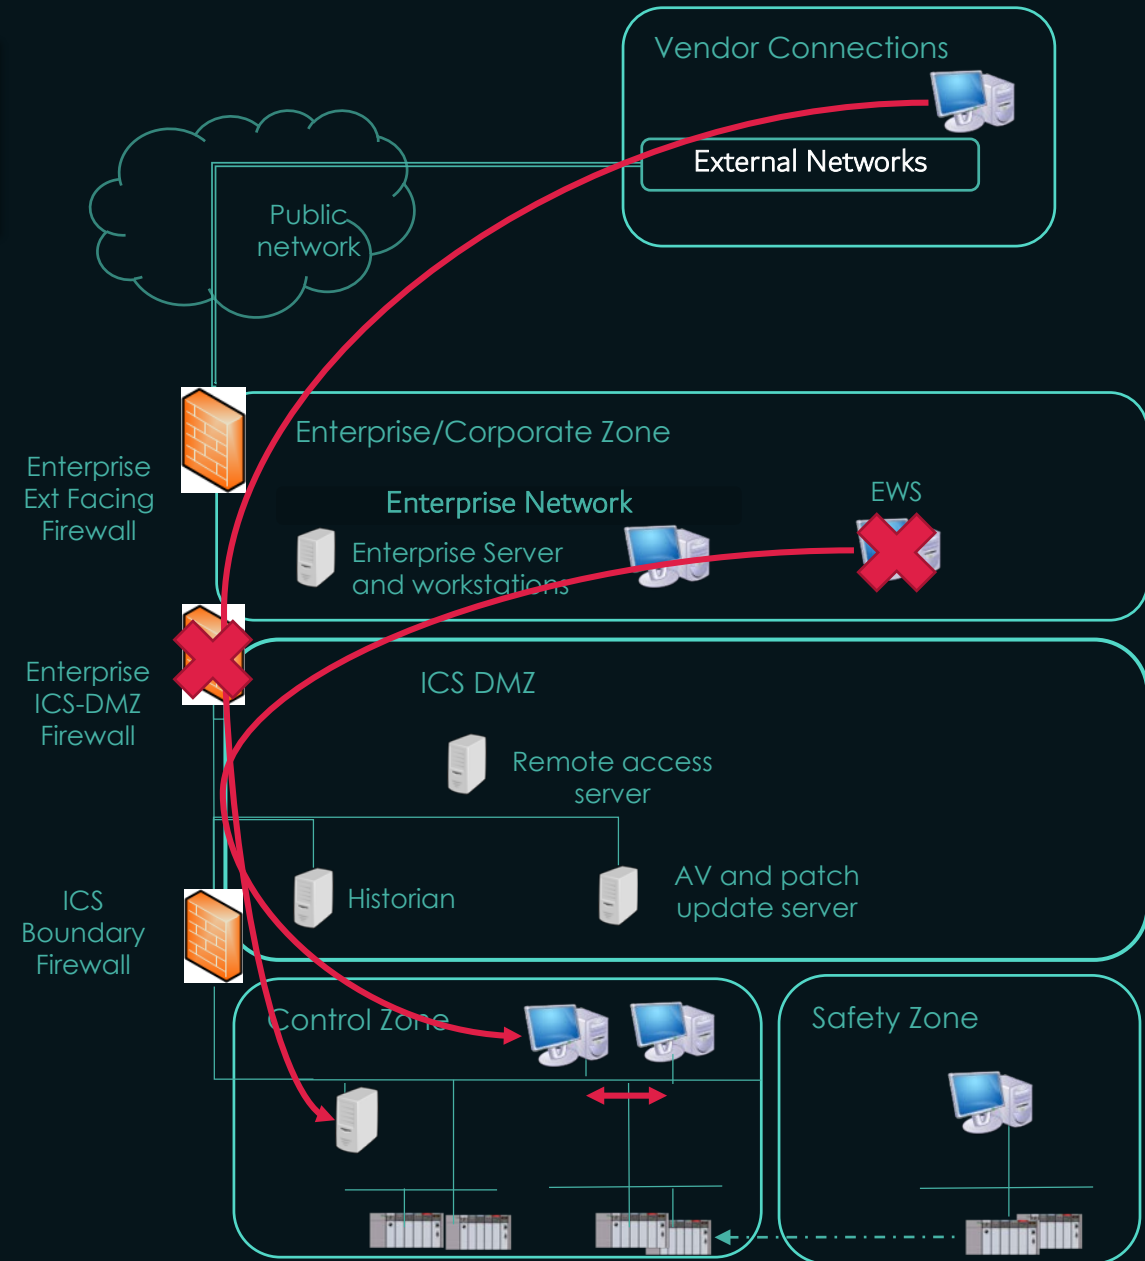 Vendor Connections
External Networks
Public
network
Enterprise/Corporate Zone
Enterprise
Ext Facing
Firewall
Enterprise Network
EWS
Enterprise Server
and workstations
Enterprise
ICS-DMZ
Firewall
ICS DMZ
Remote access
server
ICS
Boundary
Firewall
Historian
AV and patch
update server
Control Zone
Safety Zone